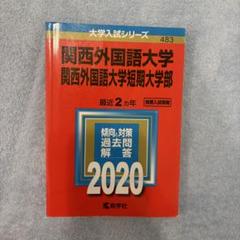 大学入試シリーズ
483
関西外国語大学
関西外国語大学短期大学部
最近2カ年
傾向と対策
過去問
解答
2020
教学社